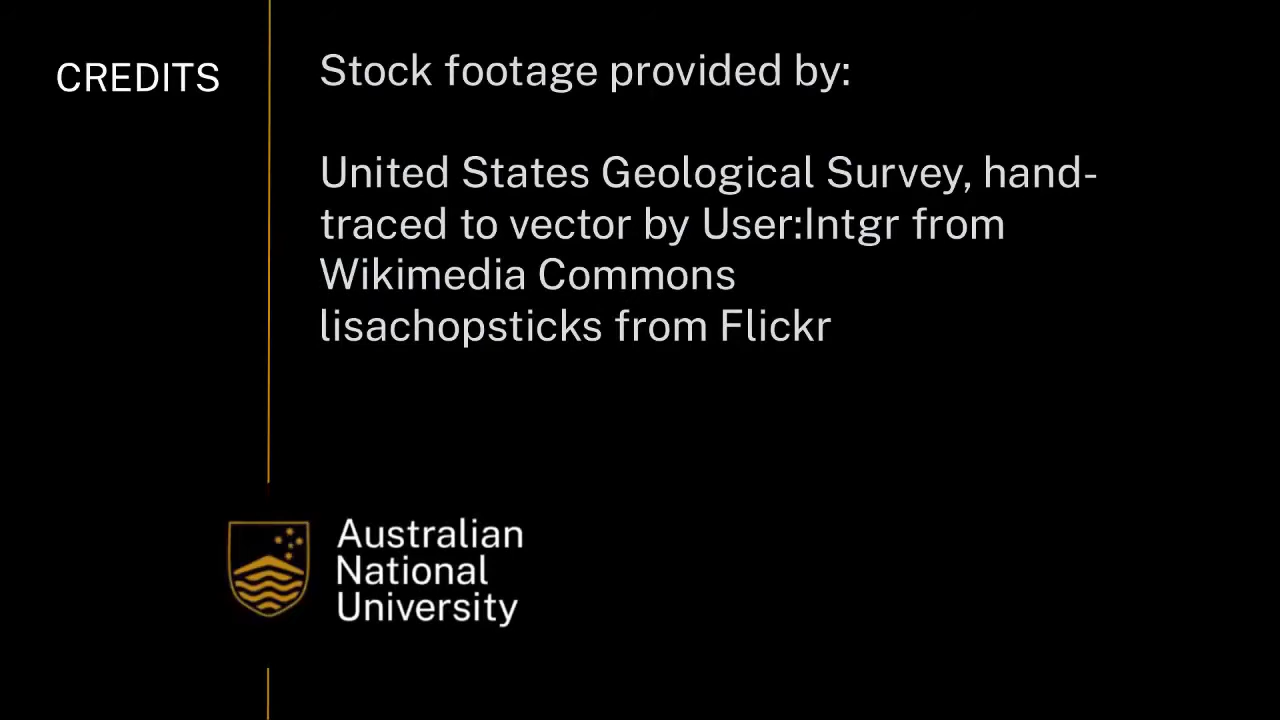 CREDITS
Stock footage provided by:
United States Geological Survey, hand-
traced to vector by User:Intgr from
Wikimedia Commons
lisachopsticks from Flickr
Australian
National
University